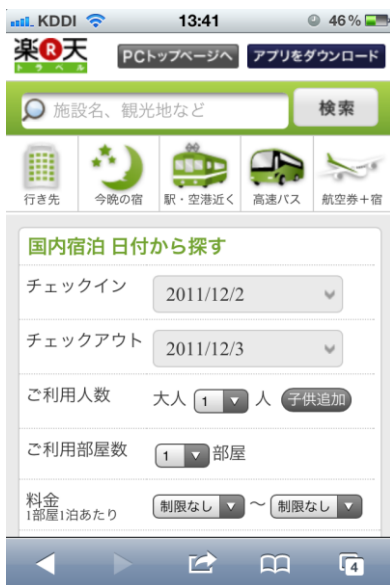 KDDI 13:41 46%
楽R天 PCトップページへ アプリをダウンロード
トラベル
施設名、観光地など 検索
行き先 今晩の宿 駅・空港近く 高速バス 航空券＋宿
国内宿泊 日付から探す
チェックイン 2011/12/2
チェックアウト 2011/12/3
ご利用人数 大人 1 人 子供追加
ご利用部屋数 1 部屋
料金 制限なし ～ 制限なし
1部屋1泊あたり
4